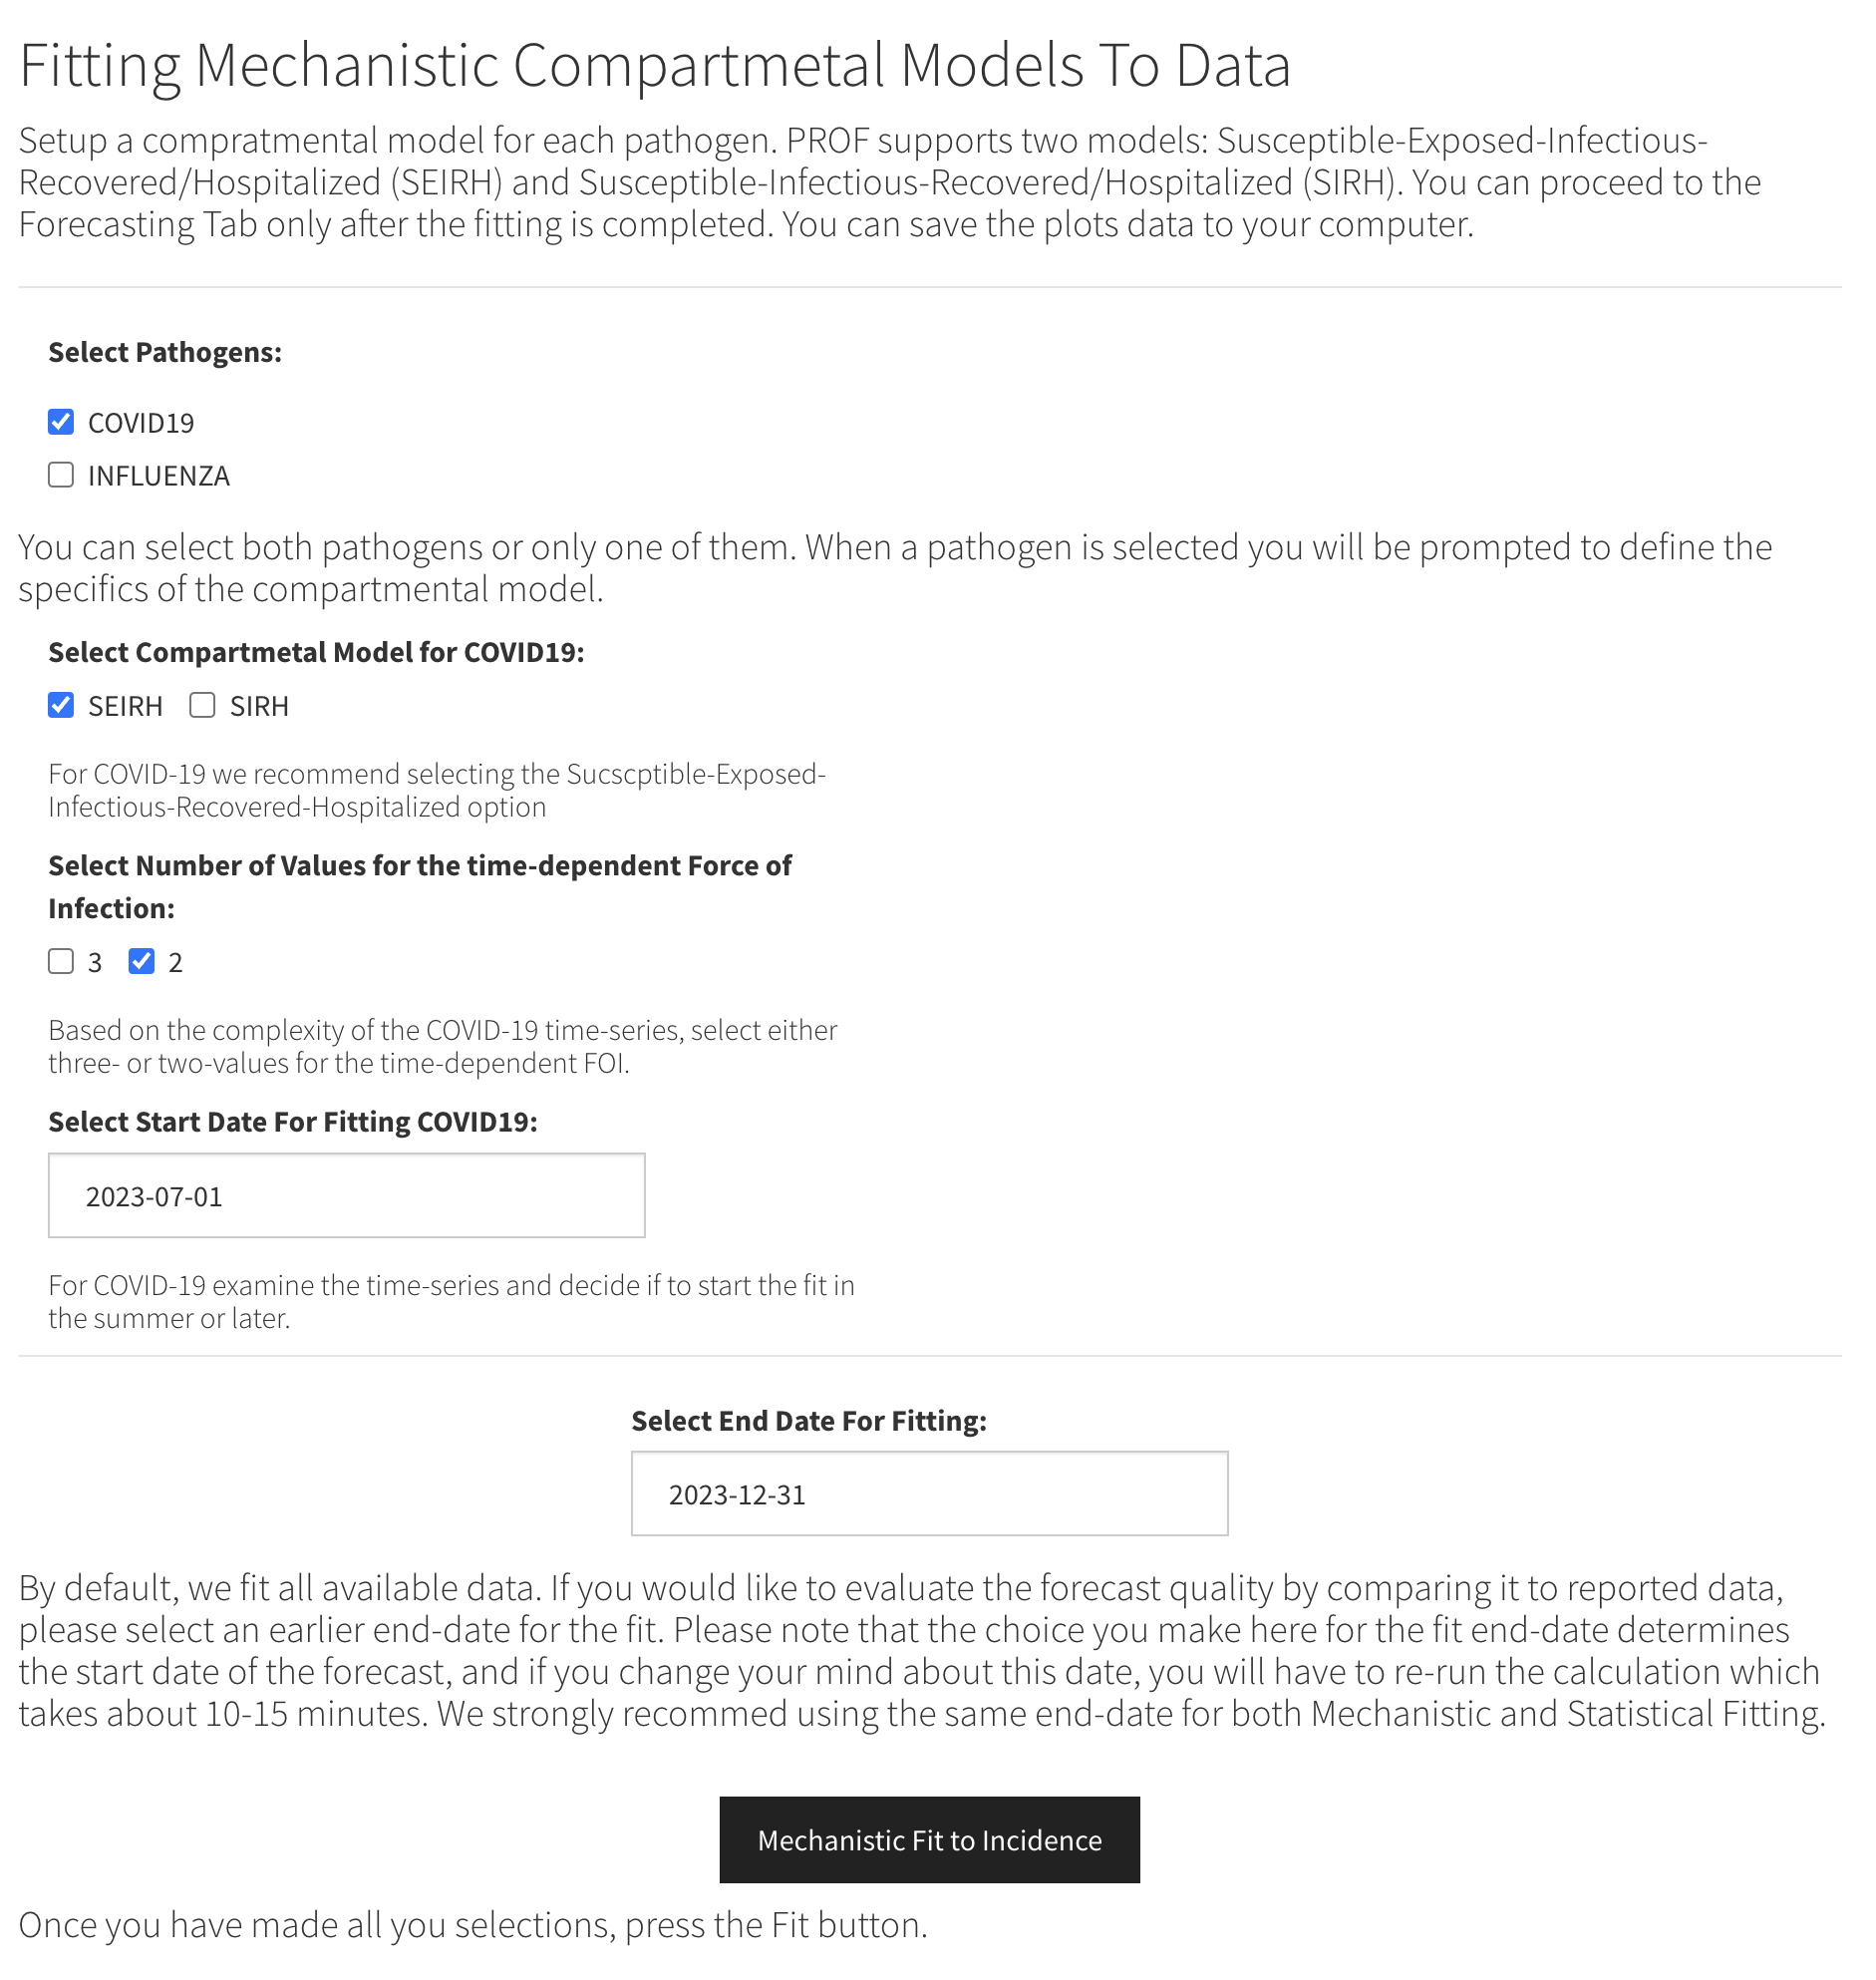 Fitting Mechanistic Compartmetal Models To Data
Setup a compratmental model for each pathogen. PROF supports two models: Susceptible-Exposed-Infectious-
Recovered/Hospitalized (SEIRH) and Susceptible-Infectious-Recovered/Hospitalized (SIRH). You can proceed to the
Forecasting Tab only after the fitting is completed. You can save the plots data to your computer.
Select Pathogens:
COVID19
INFLUENZA
You can select both pathogens or only one of them. When a pathogen is selected you will be prompted to define the
specifics of the compartmental model.
Select Compartmetal Model for COVID19:
SEIRH SIRH
For COVID-19 we recommend selecting the Sucscptible-Exposed-
Infectious-Recovered-Hospitalized option
Select Number of Values for the time-dependent Force of
Infection:
3 2
Based on the complexity of the COVID-19 time-series, select either
three- or two-values for the time-dependent FOI.
Select Start Date For Fitting COVID19:
2023-07-01
For COVID-19 examine the time-series and decide if to start the fit in
the summer or later.
Select End Date For Fitting:
2023-12-31
By default, we fit all available data. If you would like to evaluate the forecast quality by comparing it to reported data,
please select an earlier end-date for the fit. Please note that the choice you make here for the fit end-date determines
the start date of the forecast, and if you change your mind about this date, you will have to re-run the calculation which
takes about 10-15 minutes. We strongly recommed using the same end-date for both Mechanistic and Statistical Fitting.
Mechanistic Fit to Incidence
Once you have made all you selections, press the Fit button.